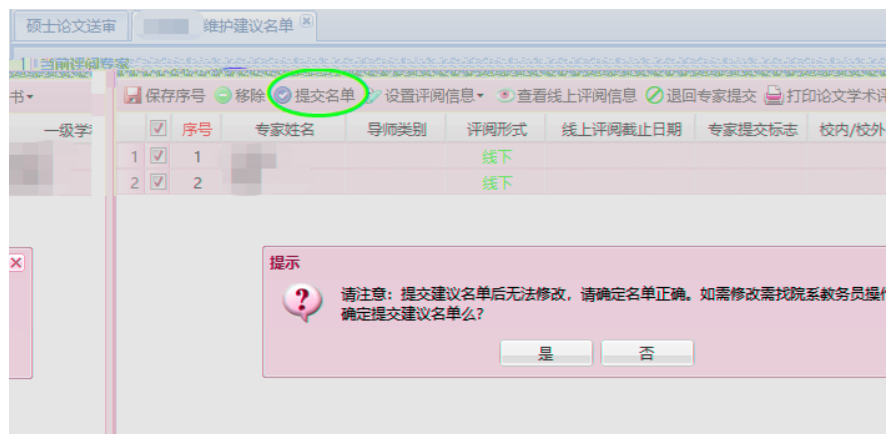 硕士论文送审
维护建议名单
当前评阅专家
书
保存序号 移除 提交名单 设置评阅信息 查看线上评阅信息 退回专家提交 打印论文学术评
一级学 序号 专家姓名 导师类别 评阅形式 线上评阅截止日期 专家提交标志 校内/校外
1 1 线下
2 2 线下
提示
请注意：提交建议名单后无法修改，请确定名单正确。如需修改需找院系教务员操作
确定提交建议名单么？
是 否